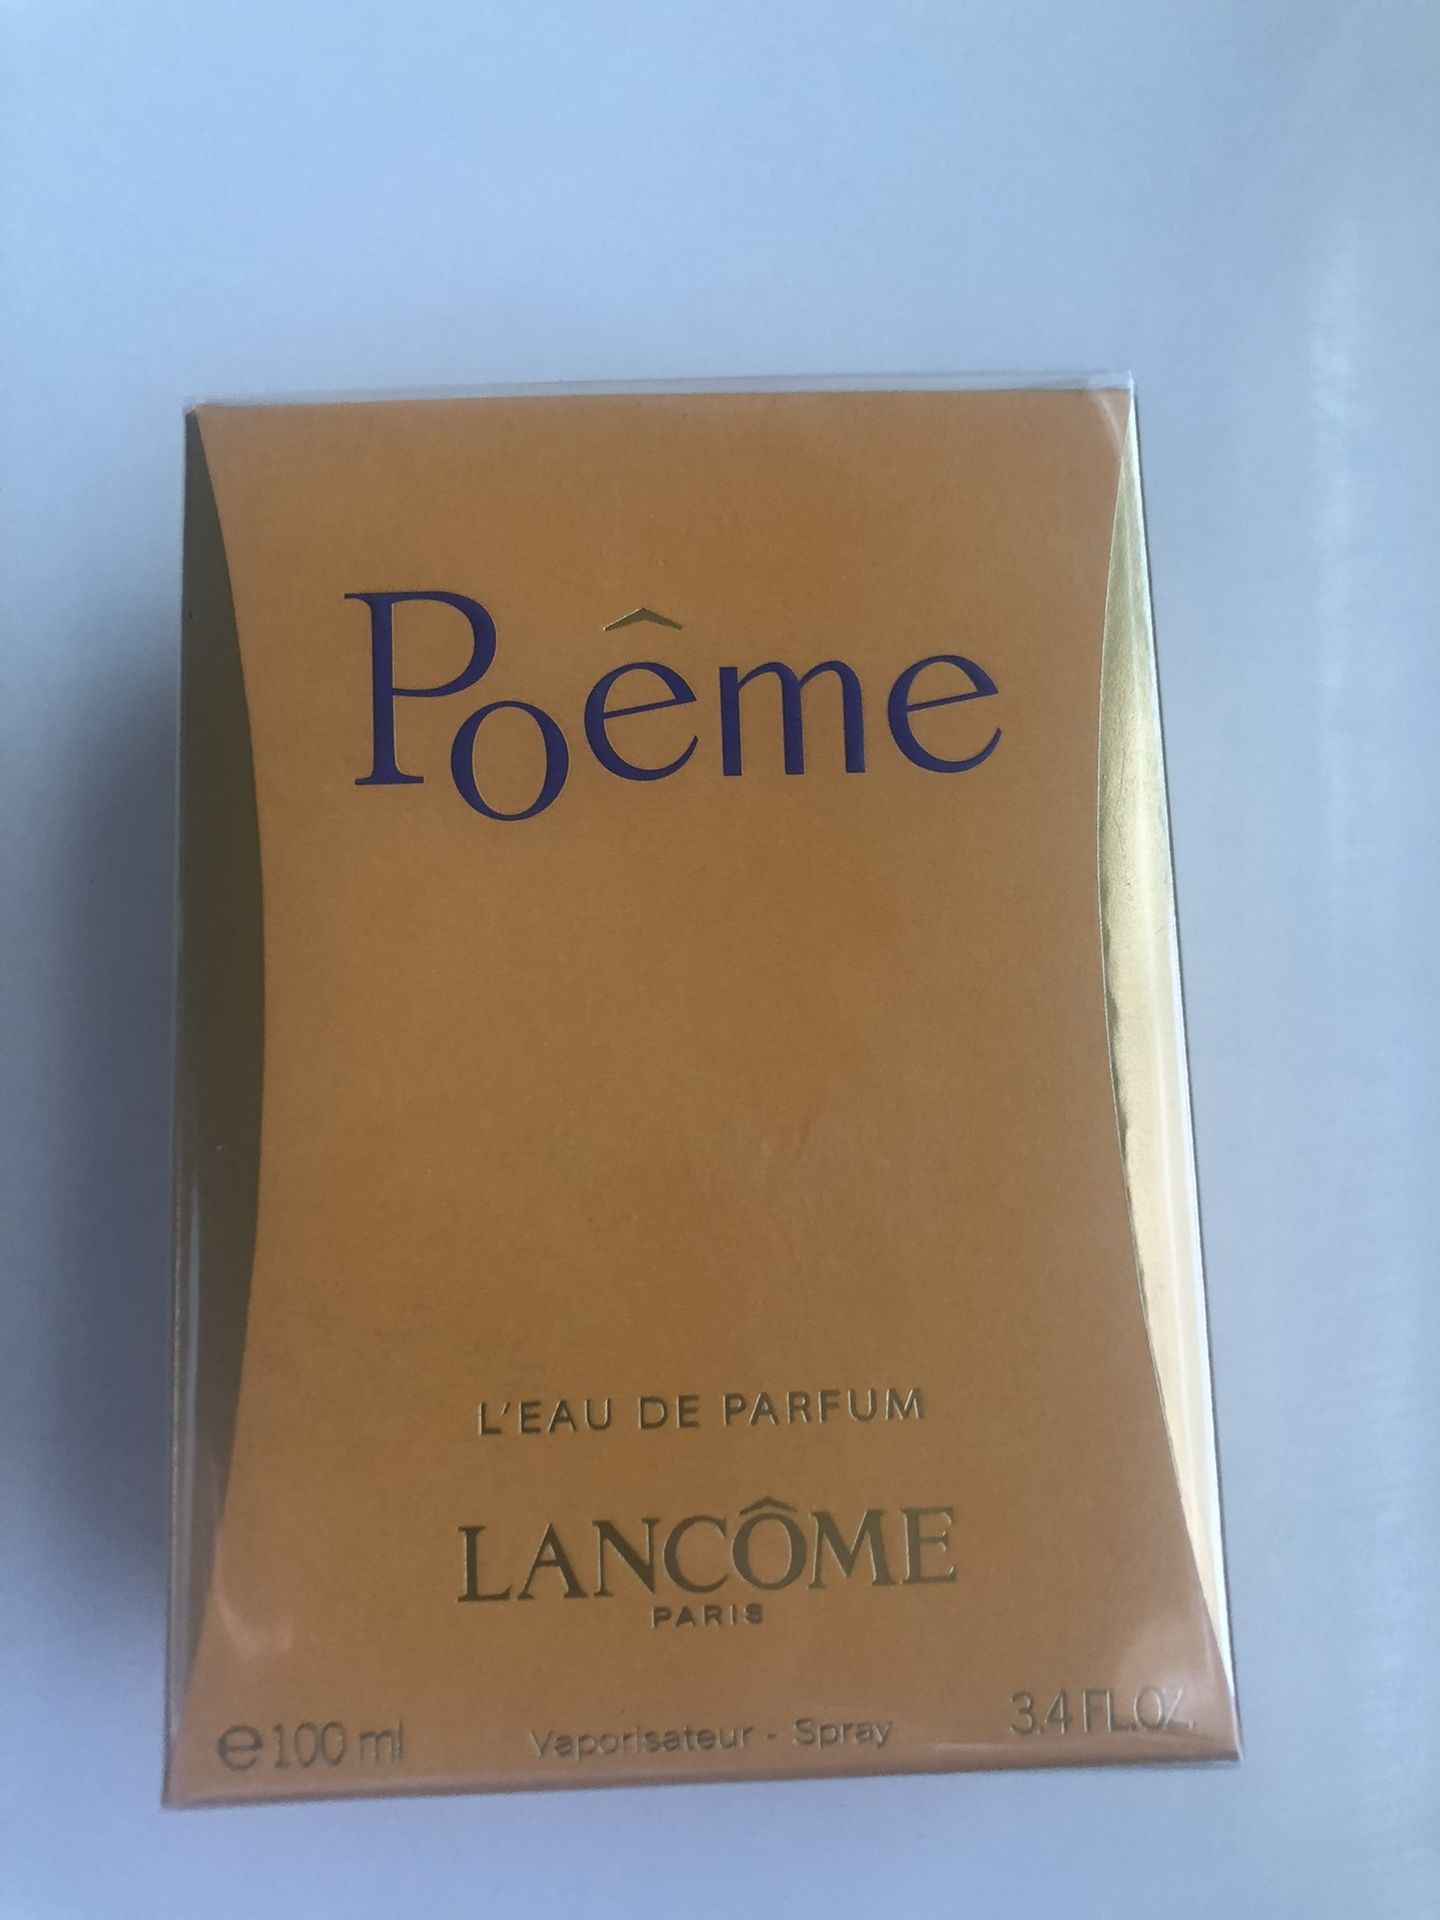 Poême
L'EAU DE PARFUM
LANCÔME
PARIS
e 100 ml Vaporisateur - Spray 3.4 FL.OZ.